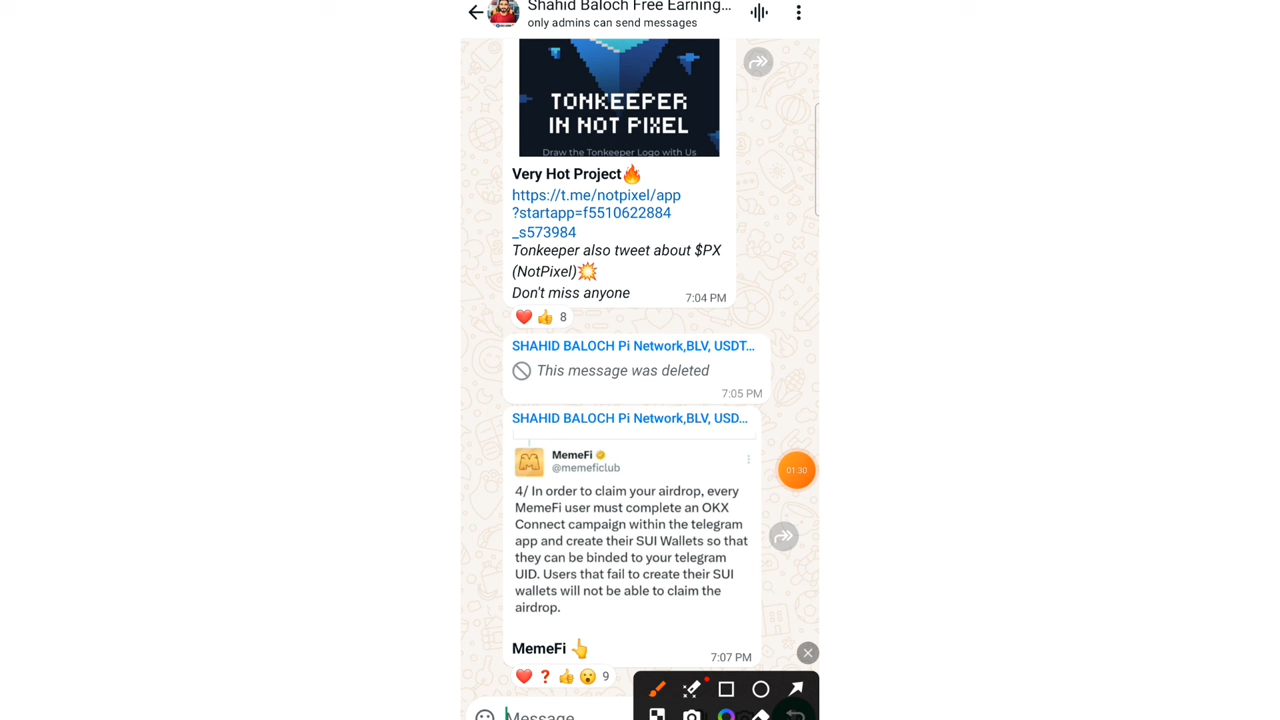 Shahid Baloch Free Earning...
only admins can send messages
TONKEEPER
IN NOT PIXEL
Draw the Tonkeeper Logo with Us
Very Hot Project🔥
https://t.me/notpixel/app
?startapp=f5510622884
_s573984
Tonkeeper also tweet about $PX
(NotPixel)💥
Don't miss anyone
7:04 PM
❤️👍 8
SHAHID BALOCH Pi Network,BLV, USDT...
This message was deleted
7:05 PM
SHAHID BALOCH Pi Network,BLV, USD...
MemeFi
@memeficlub
4/ In order to claim your airdrop, every
MemeFi user must complete an OKX
Connect campaign within the telegram
app and create their SUI Wallets so that
they can be binded to your telegram
UID. Users that fail to create their SUI
wallets will not be able to claim the
airdrop.
01:30
MemeFi 👆
7:07 PM
❤️❓👍😮 9
Message